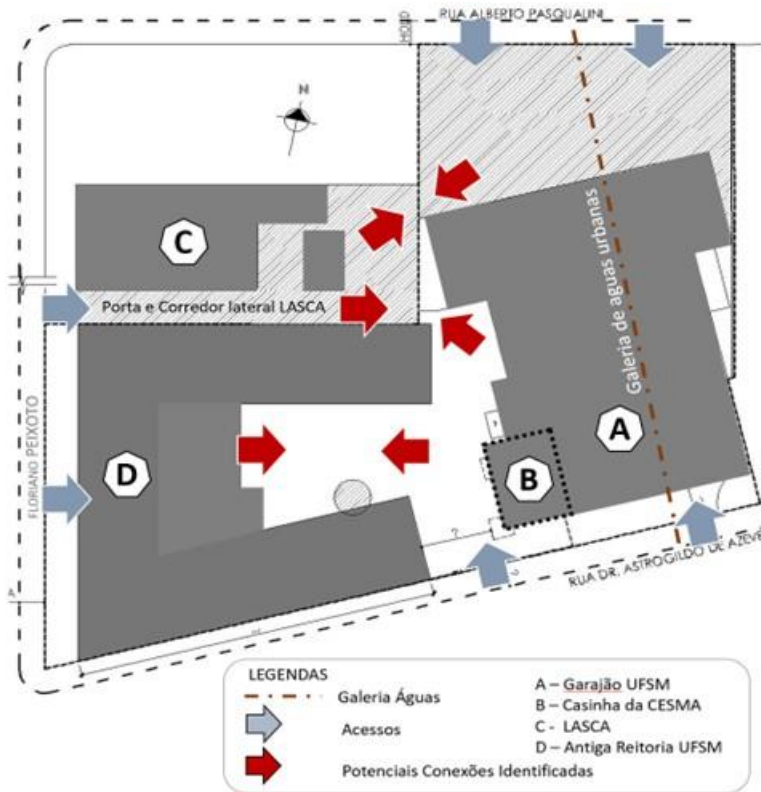 RUA ALBERTO PASQUALINI
N
C
Porta e Corredor lateral LASCA
Galeria de aguas urbanas
FLORIANO PEIXOTO
D
A
B
?
RUA DR. ASTROGILDO DE AZEVE
LEGENDAS
Galeria Águas
Acessos
Potenciais Conexões Identificadas
A – Garajão UFSM
B – Casinha da CESMA
C - LASCA
D – Antiga Reitoria UFSM